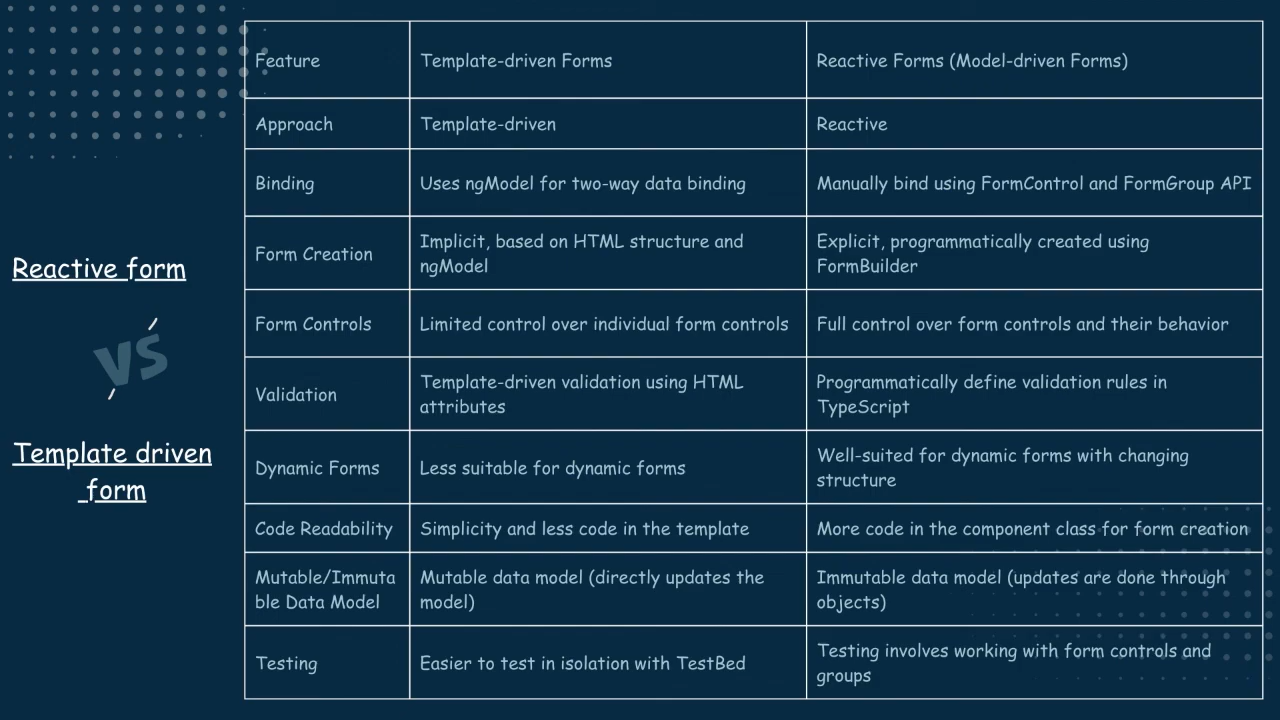 Reactive form
VS
Template driven
form
Feature
Template-driven Forms
Reactive Forms (Model-driven Forms)
Approach
Template-driven
Reactive
Binding
Uses ngModel for two-way data binding
Manually bind using FormControl and FormGroup API
Form Creation
Implicit, based on HTML structure and
ngModel
Explicit, programmatically created using
FormBuilder
Form Controls
Limited control over individual form controls
Full control over form controls and their behavior
Validation
Template-driven validation using HTML
attributes
Programmatically define validation rules in
TypeScript
Dynamic Forms
Less suitable for dynamic forms
Well-suited for dynamic forms with changing
structure
Code Readability
Simplicity and less code in the template
More code in the component class for form creation
Mutable/Immuta
ble Data Model
Mutable data model (directly updates the
model)
Immutable data model (updates are done through
objects)
Testing
Easier to test in isolation with TestBed
Testing involves working with form controls and
groups